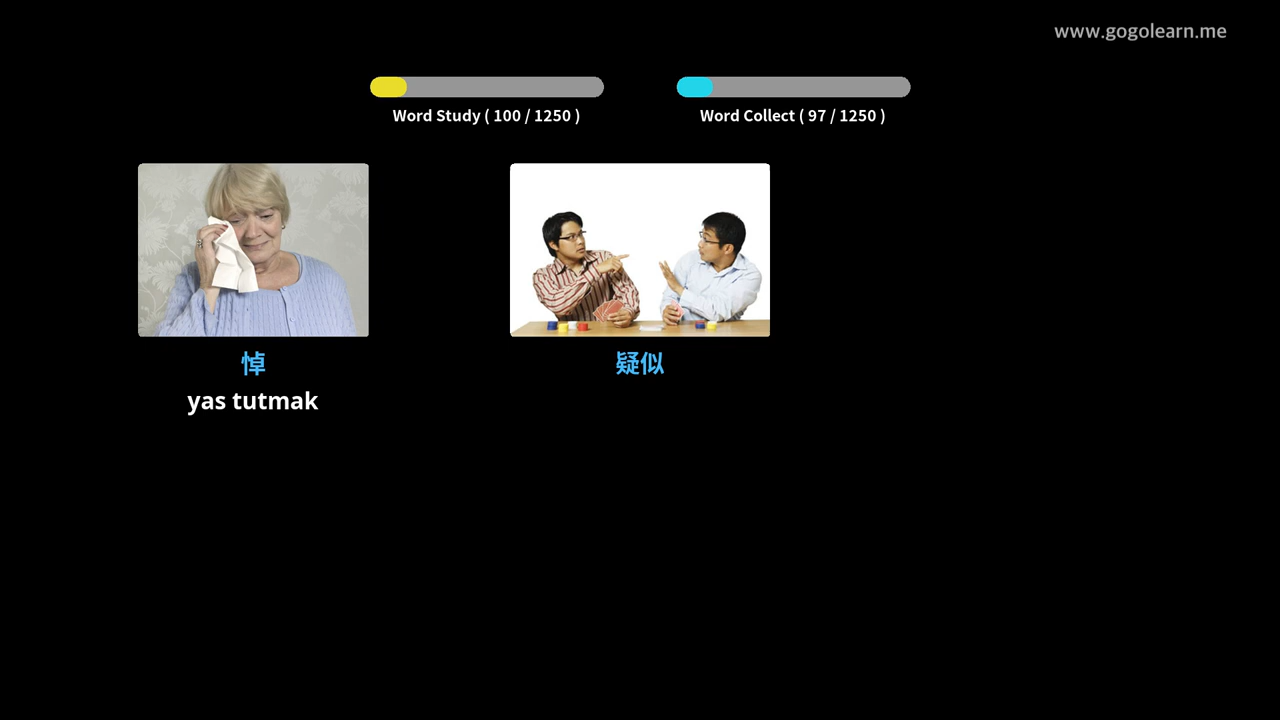 www.gogolearn.me
Word Study ( 100 / 1250 )
Word Collect ( 97 / 1250 )
悼
疑似
yas tutmak